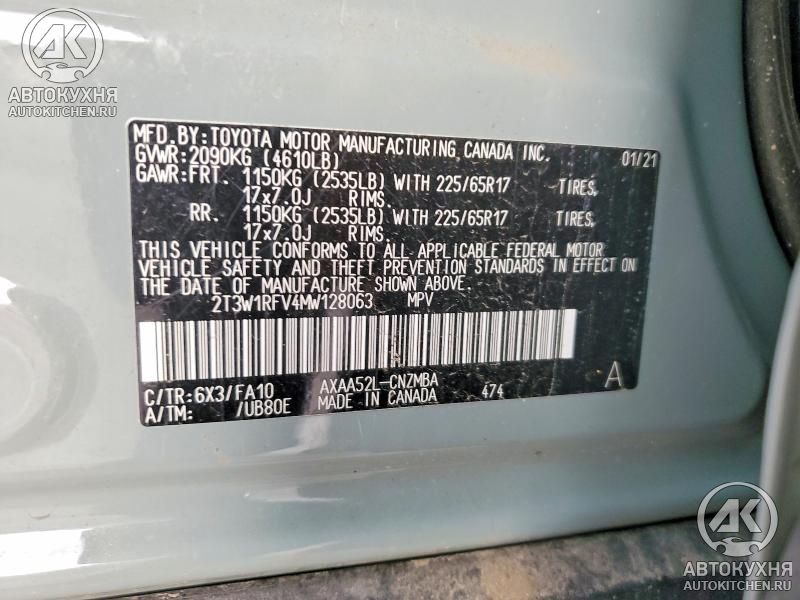 АВТОКУХНЯ
AUTOKITCHEN.RU
MFD.BY:TOYOTA MOTOR MANUFACTURING CANADA INC. 01/21
GVWR:2090KG (4610LB)
GAWR:FRT. 1150KG (2535LB) WITH 225/65R17 TIRES,
17x7.0J RIMS.
RR. 1150KG (2535LB) WITH 225/65R17 TIRES,
17x7.0J RIMS.
THIS VEHICLE CONFORMS TO ALL APPLICABLE FEDERAL MOTOR
VEHICLE SAFETY AND THEFT PREVENTION STANDARDS IN EFFECT ON
THE DATE OF MANUFACTURE SHOWN ABOVE.
2T3W1RFV4MW128063 MPV
C/TR:6X3/FA10 AXAA52L-CNZMBA A
A/TM: /UB80E MADE IN CANADA 474
АК
АВТОКУХНЯ
AUTOKITCHEN.RU